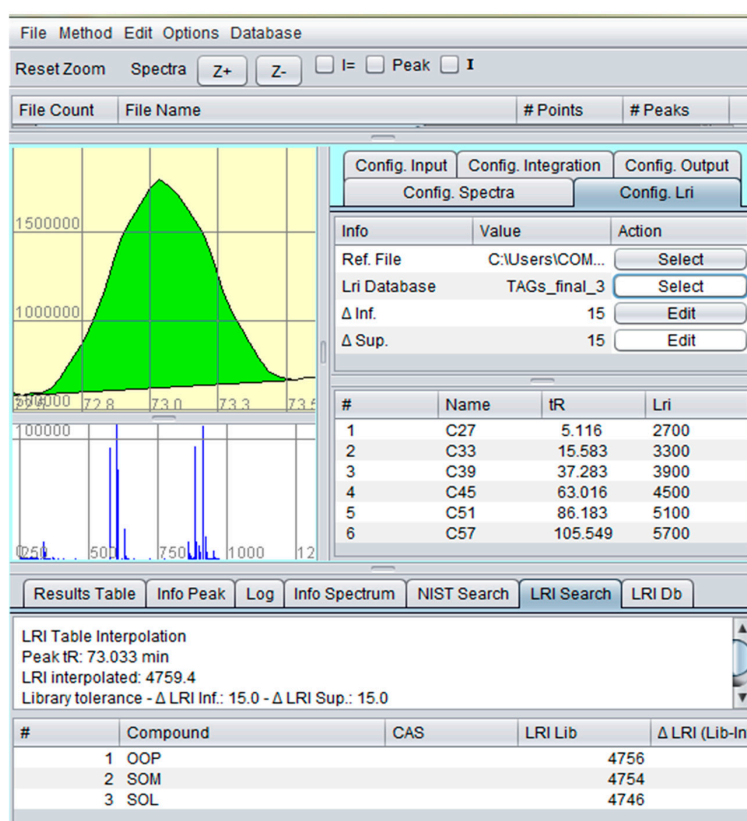 File Method Edit Options Database
Reset Zoom Spectra Z+ Z- I= Peak I
File Count File Name # Points # Peaks
1500000
1000000
72.8 73.0 73.3
100000
500 750 1000
Config. Input Config. Integration Config. Output
Config. Spectra Config. Lri
Info Value Action
Ref. File C:\Users\COM... Select
Lri Database TAGs_final_3 Select
Δ Inf. 15 Edit
Δ Sup. 15 Edit
# Name tR Lri
1 C27 5.116 2700
2 C33 15.583 3300
3 C39 37.283 3900
4 C45 63.016 4500
5 C51 86.183 5100
6 C57 105.549 5700
Results Table Info Peak Log Info Spectrum NIST Search LRI Search LRI Db
LRI Table Interpolation
Peak tR: 73.033 min
LRI interpolated: 4759.4
Library tolerance - Δ LRI Inf.: 15.0 - Δ LRI Sup.: 15.0
# Compound CAS LRI Lib Δ LRI (Lib-In
1 OOP 4756
2 SOM 4754
3 SOL 4746